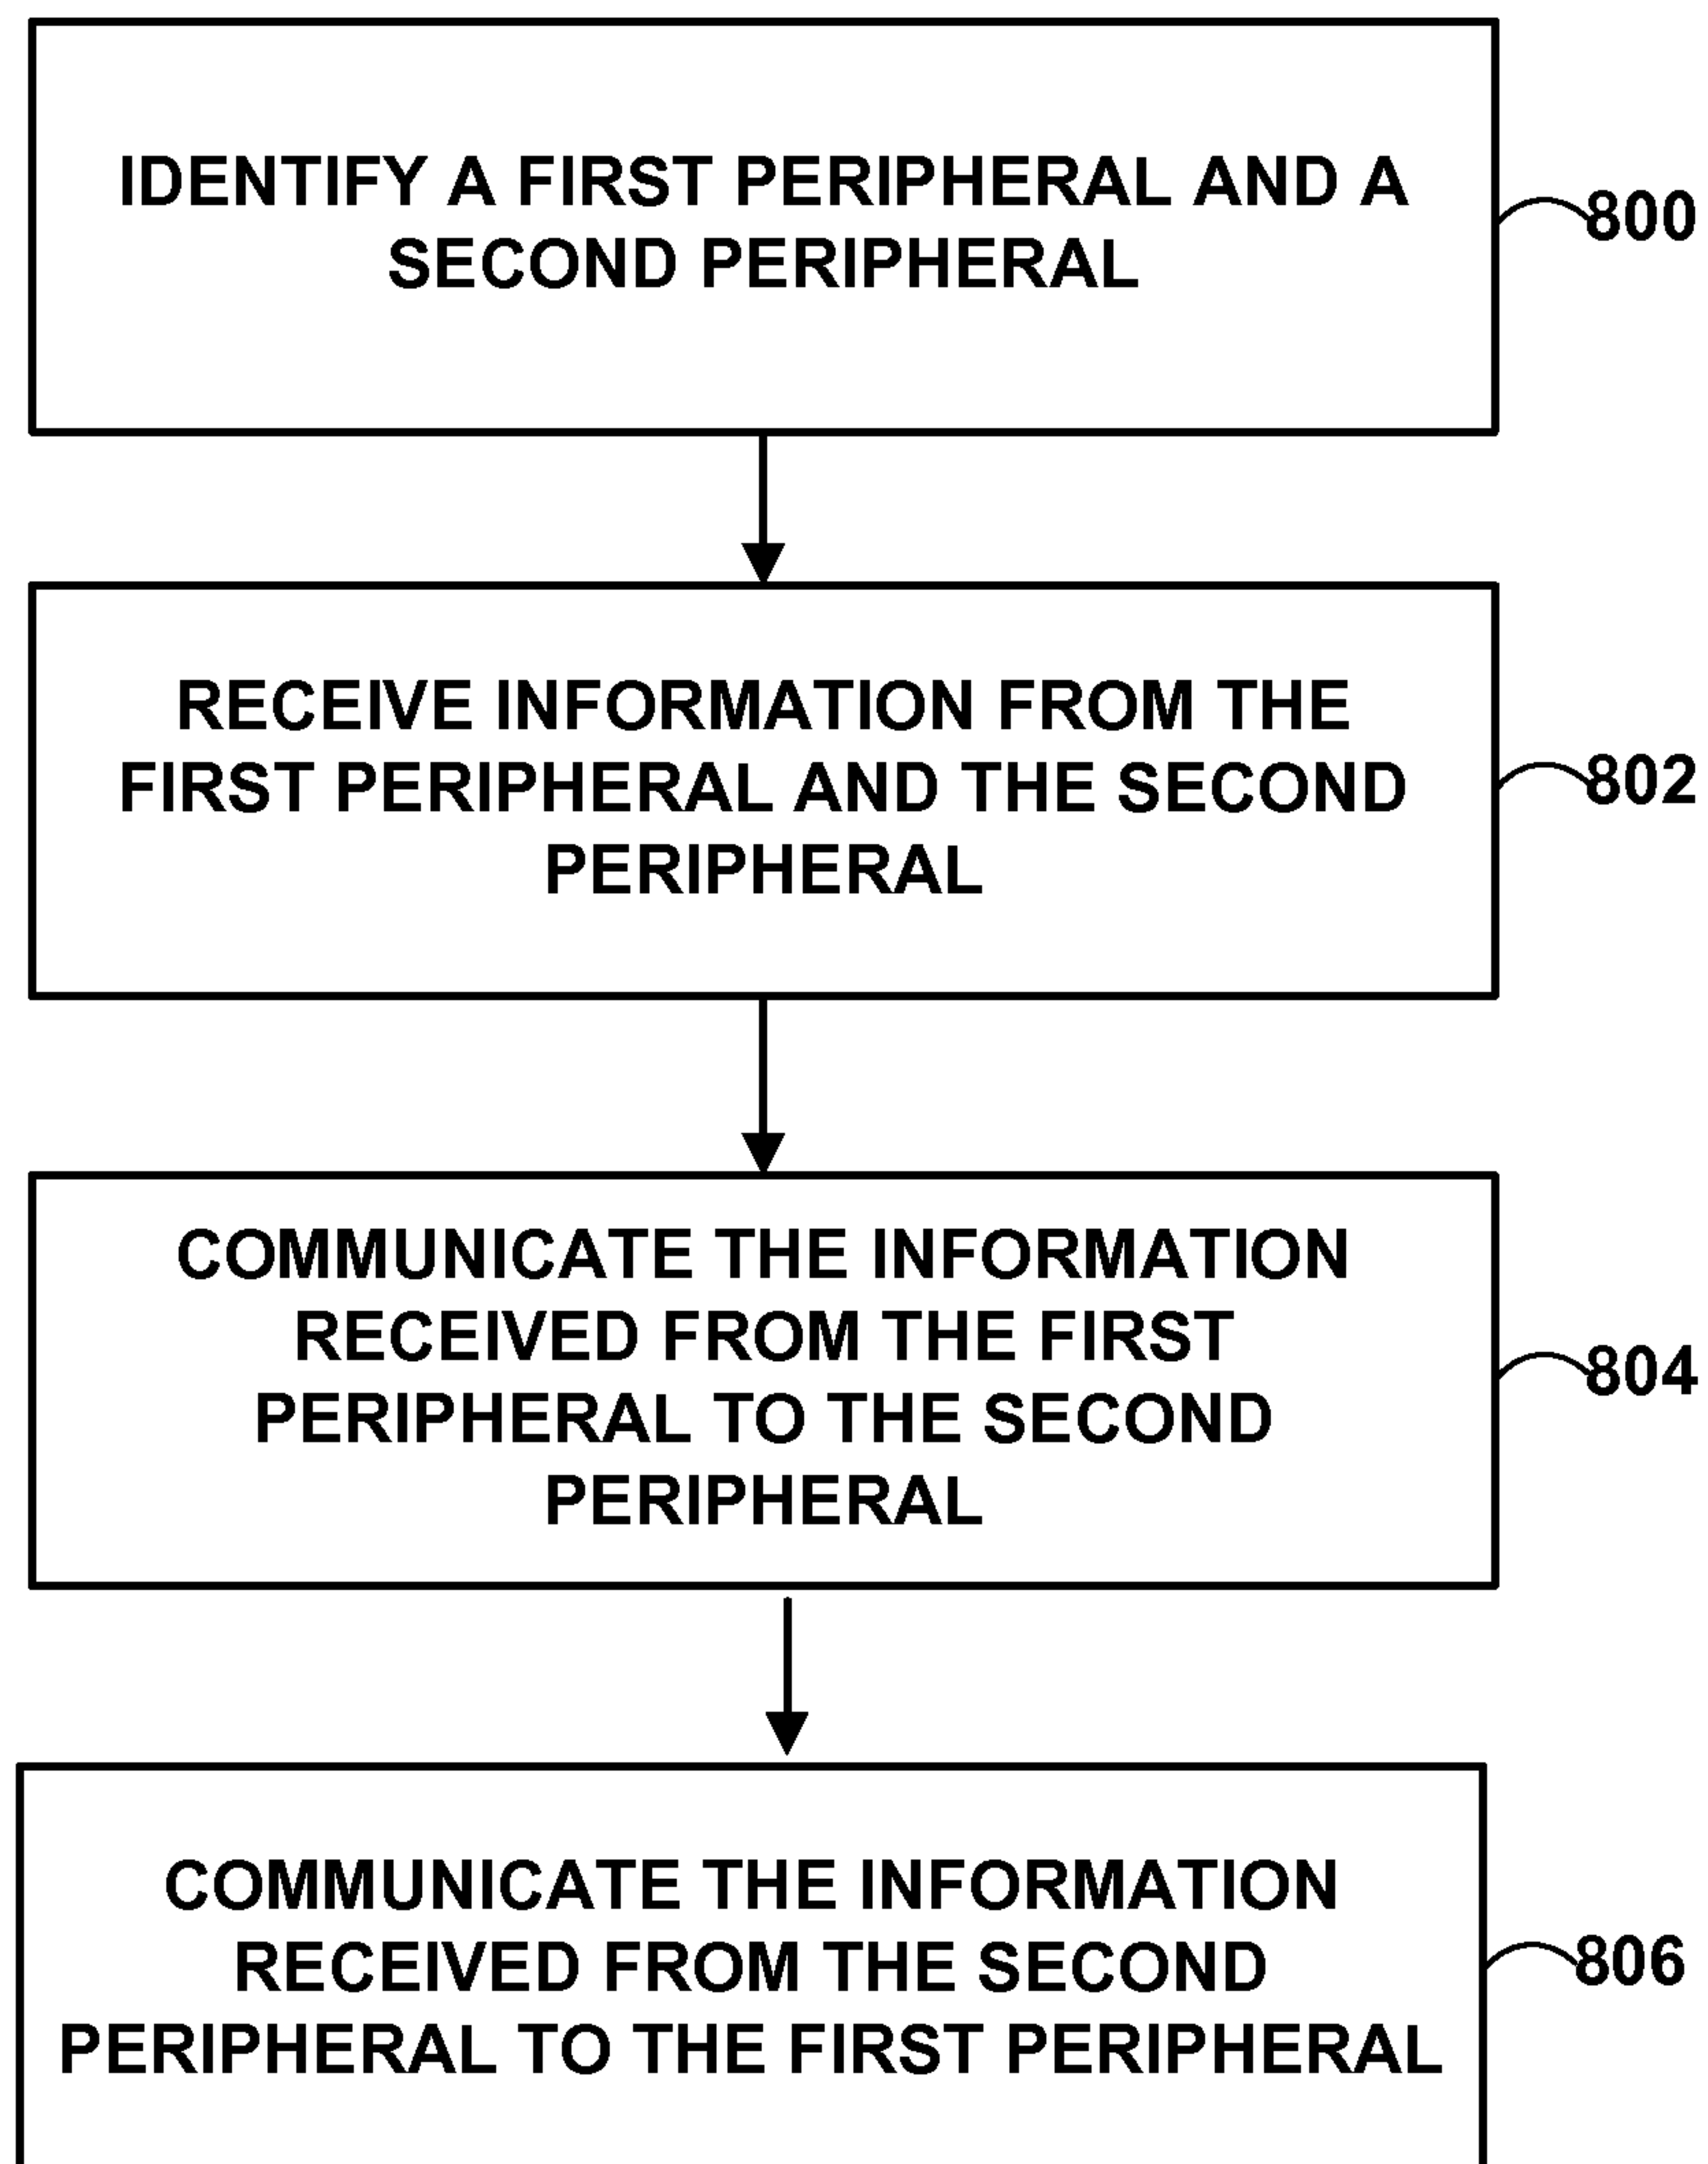 IDENTIFY A FIRST PERIPHERAL AND A
SECOND PERIPHERAL
800
RECEIVE INFORMATION FROM THE
FIRST PERIPHERAL AND THE SECOND
PERIPHERAL
802
COMMUNICATE THE INFORMATION
RECEIVED FROM THE FIRST
PERIPHERAL TO THE SECOND
PERIPHERAL
804
COMMUNICATE THE INFORMATION
RECEIVED FROM THE SECOND
PERIPHERAL TO THE FIRST PERIPHERAL
806